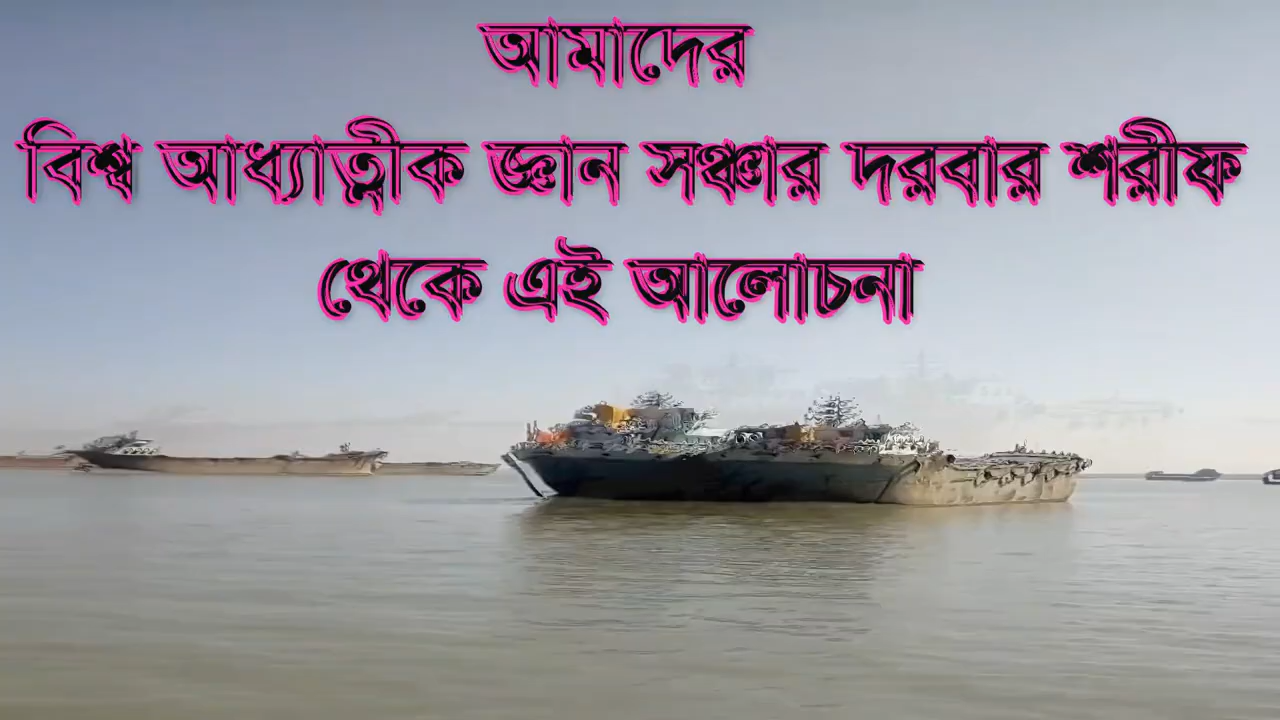 আমাদের
বিশ্ব আধ্যাত্নীক জ্ঞান সঞ্চার দরবার শরীফ
থেকে এই আলোচনা